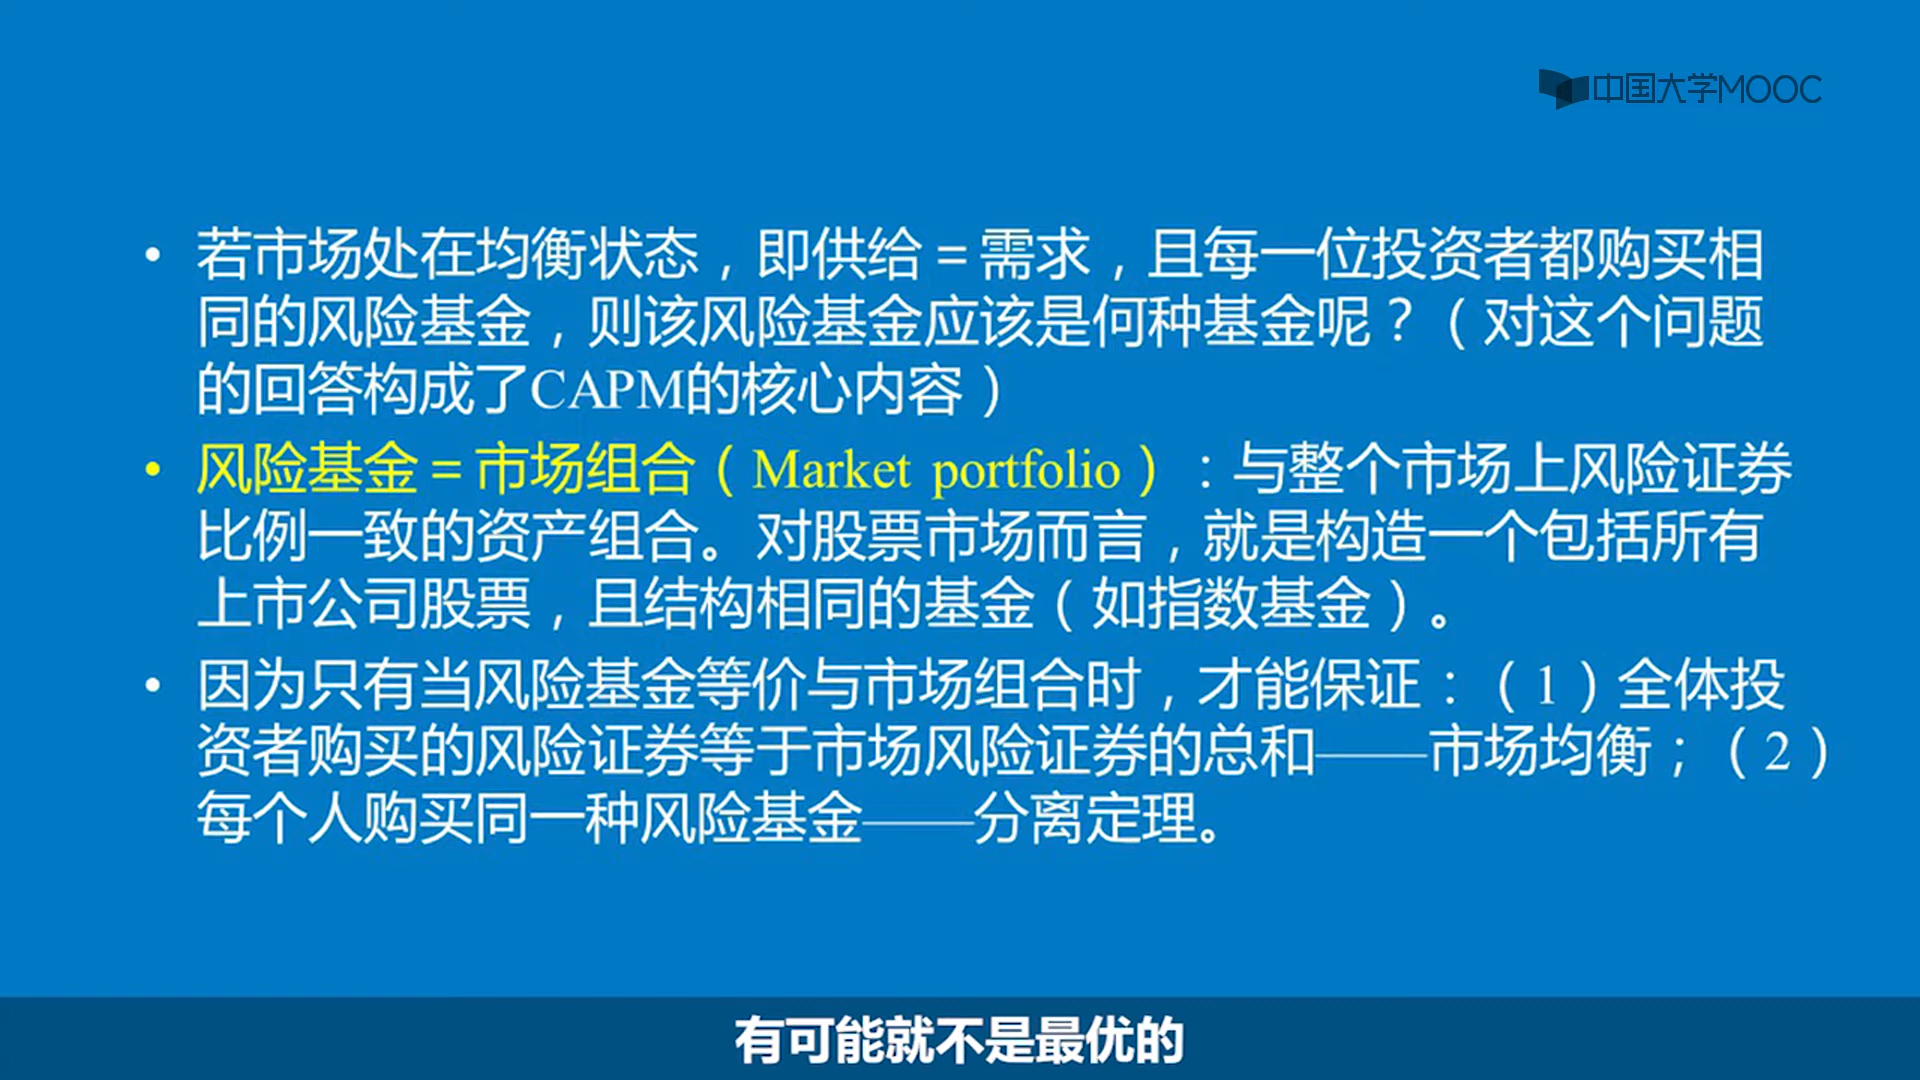 中国大学MOOC
• 若市场处在均衡状态，即供给＝需求，且每一位投资者都购买相
同的风险基金，则该风险基金应该是何种基金呢？（对这个问题
的回答构成了CAPM的核心内容）
• 风险基金＝市场组合（Market portfolio）：与整个市场上风险证券
比例一致的资产组合。对股票市场而言，就是构造一个包括所有
上市公司股票，且结构相同的基金（如指数基金）。
• 因为只有当风险基金等价与市场组合时，才能保证：（1）全体投
资者购买的风险证券等于市场风险证券的总和——市场均衡；（2）
每个人购买同一种风险基金——分离定理。
有可能就不是最优的